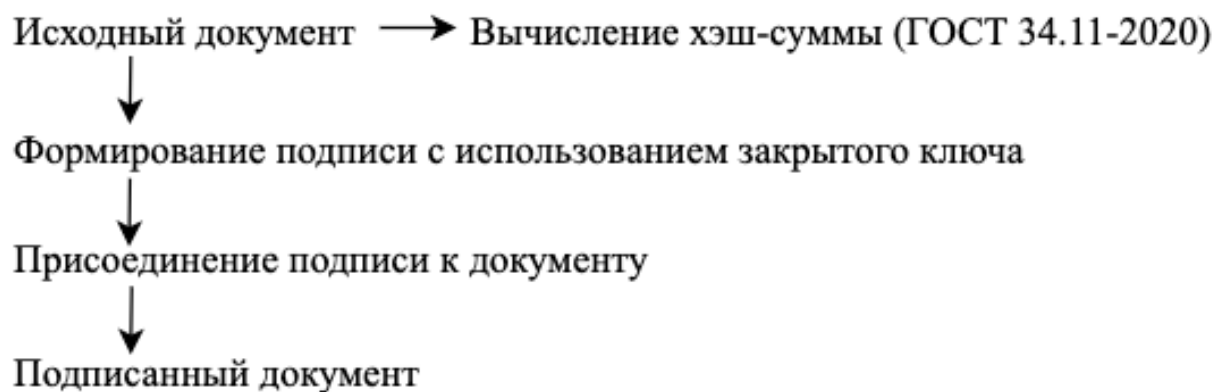 Исходный документ Вычисление хэш-суммы (ГОСТ 34.11-2020)
Формирование подписи с использованием закрытого ключа
Присоединение подписи к документу
Подписанный документ